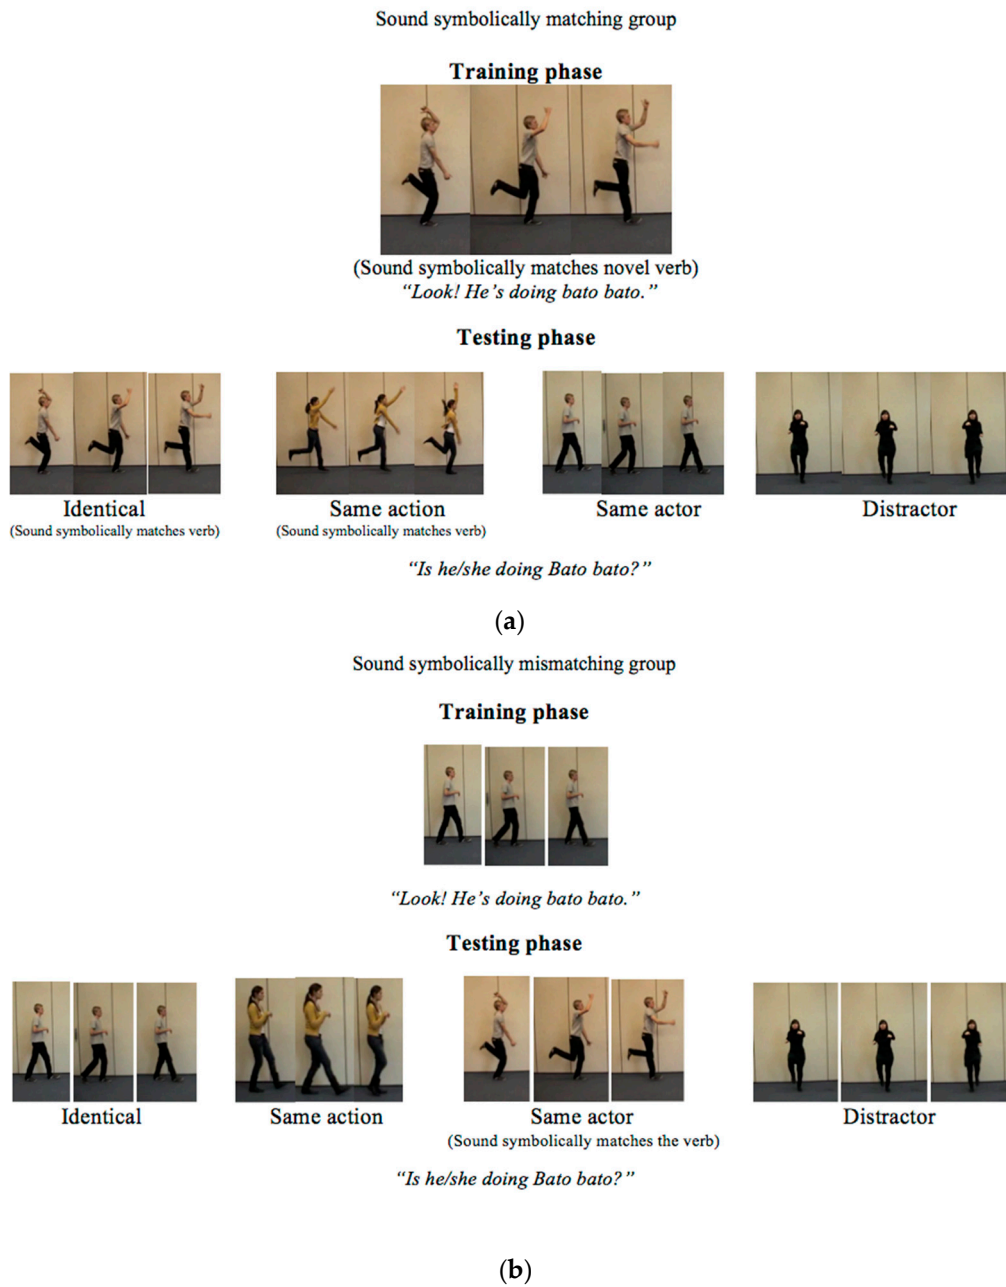 Sound symbolically matching group
Training phase
(Sound symbolically matches novel verb)
“Look! He’s doing bato bato.”
Testing phase
Identical
(Sound symbolically matches verb)
Same action
(Sound symbolically matches verb)
Same actor
Distractor
“Is he/she doing Bato bato?”
(a)
Sound symbolically mismatching group
Training phase
“Look! He’s doing bato bato.”
Testing phase
Identical
Same action
Same actor
(Sound symbolically matches the verb)
Distractor
“Is he/she doing Bato bato?”
(b)